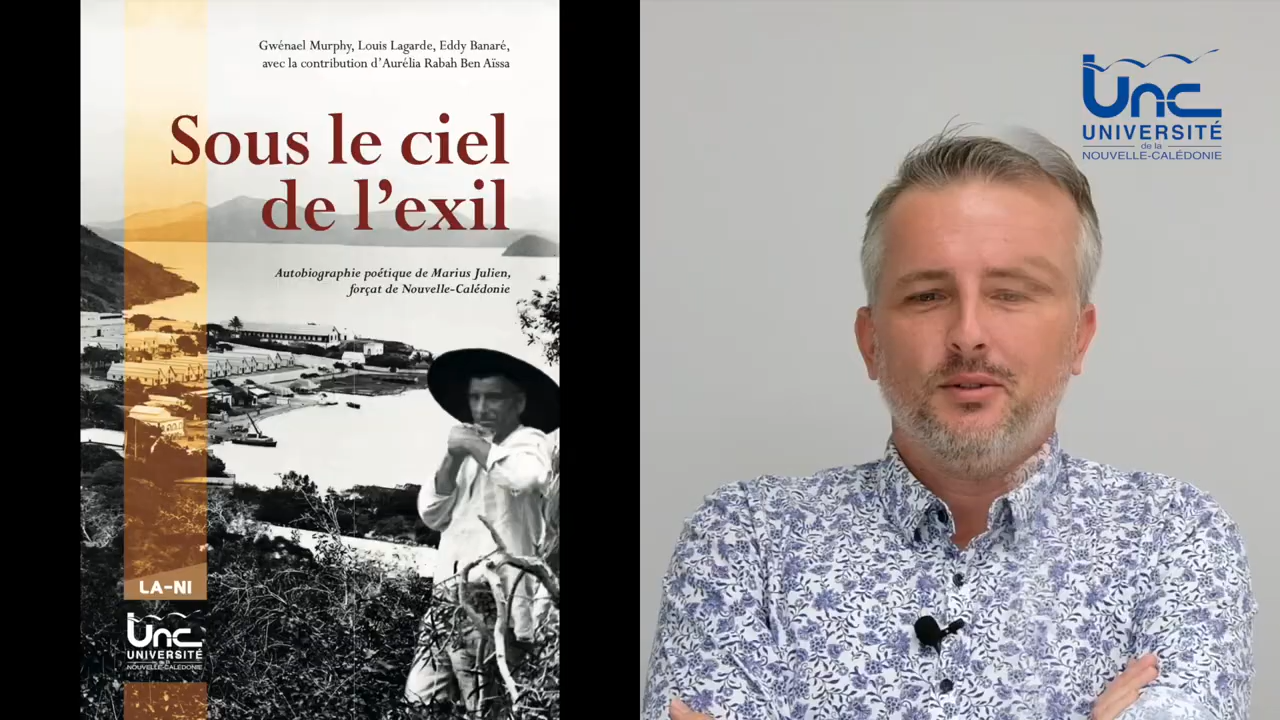 Gwénael Murphy, Louis Lagarde, Eddy Banaré,
avec la contribution d'Aurélia Rabah Ben Aïssa
Sous le ciel
de l'exil
Autobiographie poétique de Marius Julien,
forçat de Nouvelle-Calédonie
LA-NI
Unc
UNIVERSITÉ
de la
NOUVELLE-CALÉDONIE
Unc
UNIVERSITÉ
de la
NOUVELLE-CALÉDONIE